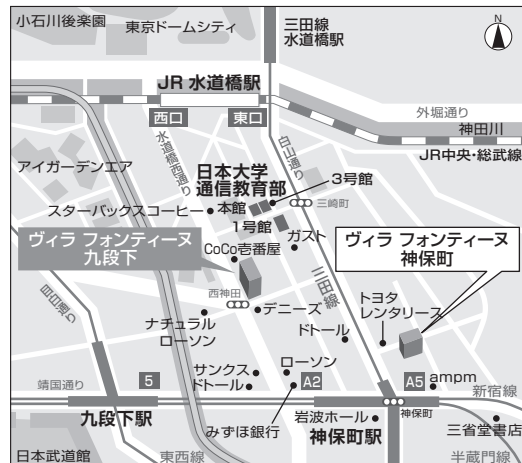 小石川後楽園
東京ドームシティ
三田線
水道橋駅
N
JR 水道橋駅
西口
東口
外堀通り
神田川
JR中央・総武線
水道橋西通り
白山通り
アイガーデンエア
日本大学
通信教育部
3号館
本館
スターバックスコーヒー
三崎町
1号館
ガスト
ヴィラ フォンティーヌ
九段下
CoCo壱番屋
ヴィラ フォンティーヌ
神保町
目白通り
西神田
三田線
デニーズ
トヨタ
レンタリース
ナチュラル
ローソン
ドトール
サンクス
ドトール
ローソン
靖国通り
5
A2
A5
ampm
新宿線
九段下駅
みずほ銀行
岩波ホール
神保町
神保町駅
三省堂書店
日本武道館
東西線
半蔵門線